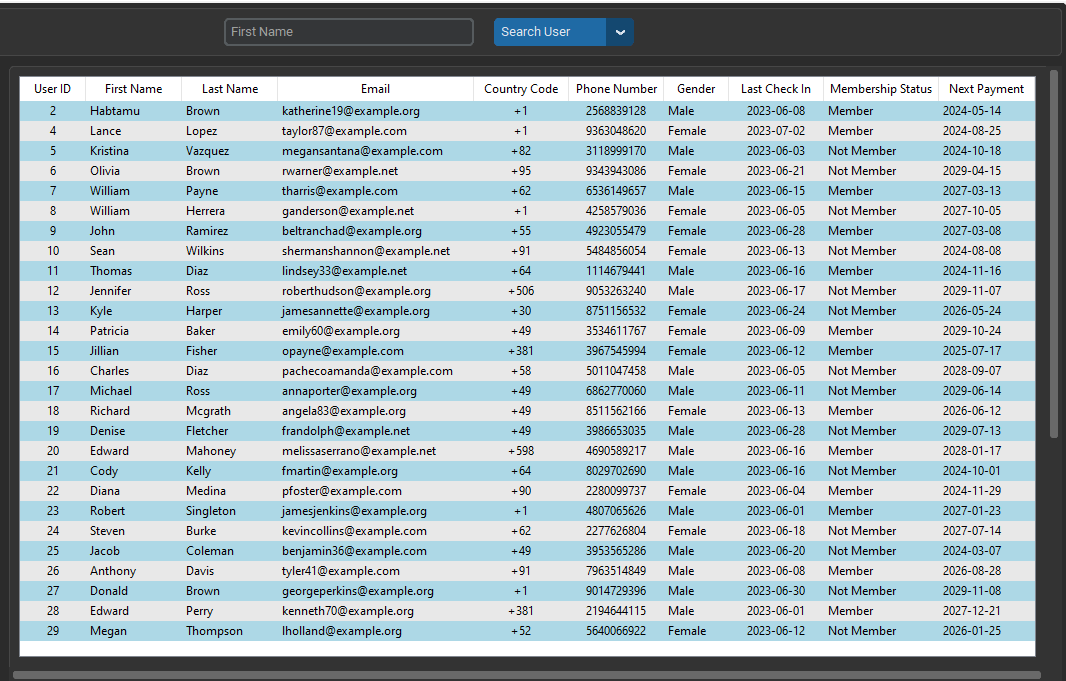 First Name Search User
User ID First Name Last Name Email Country Code Phone Number Gender Last Check In Membership Status Next Payment
2 Habtamu Brown katherine19@example.org +1 2568839128 Male 2023-06-08 Member 2024-05-14
4 Lance Lopez taylor87@example.com +1 9363048620 Female 2023-07-02 Member 2024-08-25
5 Kristina Vazquez megansantana@example.com +82 3118999170 Male 2023-06-03 Not Member 2024-10-18
6 Olivia Brown rwarner@example.net +95 9343943086 Female 2023-06-21 Not Member 2029-04-15
7 William Payne tharris@example.com +62 6536149657 Male 2023-06-15 Member 2027-03-13
8 William Herrera ganderson@example.net +1 4258579036 Female 2023-06-05 Not Member 2027-10-05
9 John Ramirez beltranchad@example.org +55 4923055479 Female 2023-06-28 Member 2027-03-08
10 Sean Wilkins shermanshannon@example.net +91 5484856054 Female 2023-06-13 Not Member 2024-08-08
11 Thomas Diaz lindsey33@example.net +64 1114679441 Male 2023-06-16 Member 2024-11-16
12 Jennifer Ross roberthudson@example.org +506 9053263240 Male 2023-06-17 Not Member 2029-11-07
13 Kyle Harper jamesannette@example.org +30 8751156532 Female 2023-06-24 Not Member 2026-05-24
14 Patricia Baker emily60@example.org +49 3534611767 Female 2023-06-09 Member 2029-10-24
15 Jillian Fisher opayne@example.com +381 3967545994 Female 2023-06-12 Member 2025-07-17
16 Charles Diaz pachecoamanda@example.com +58 5011047458 Male 2023-06-05 Not Member 2028-09-07
17 Michael Ross annaporter@example.org +49 6862770060 Male 2023-06-11 Not Member 2029-06-14
18 Richard Mcgrath angela83@example.org +49 8511562166 Female 2023-06-13 Member 2026-06-12
19 Denise Fletcher frandolph@example.net +49 3986653035 Male 2023-06-28 Not Member 2029-07-13
20 Edward Mahoney melissaserrano@example.net +598 4690589217 Male 2023-06-16 Member 2028-01-17
21 Cody Kelly fmartin@example.org +64 8029702690 Male 2023-06-16 Not Member 2024-10-01
22 Diana Medina pfoster@example.com +90 2280099737 Female 2023-06-04 Member 2024-11-29
23 Robert Singleton jamesjenkins@example.org +1 4807065626 Male 2023-06-01 Member 2027-01-23
24 Steven Burke kevincollins@example.com +62 2277626804 Female 2023-06-18 Not Member 2027-07-14
25 Jacob Coleman benjamin36@example.com +49 3953565286 Male 2023-06-20 Not Member 2024-03-07
26 Anthony Davis tyler41@example.com +91 7963514849 Male 2023-06-08 Member 2026-08-28
27 Donald Brown georgeperkins@example.org +1 9014729396 Male 2023-06-30 Not Member 2029-11-08
28 Edward Perry kenneth70@example.org +381 2194644115 Male 2023-06-01 Member 2027-12-21
29 Megan Thompson lholland@example.org +52 5640066922 Female 2023-06-12 Not Member 2026-01-25